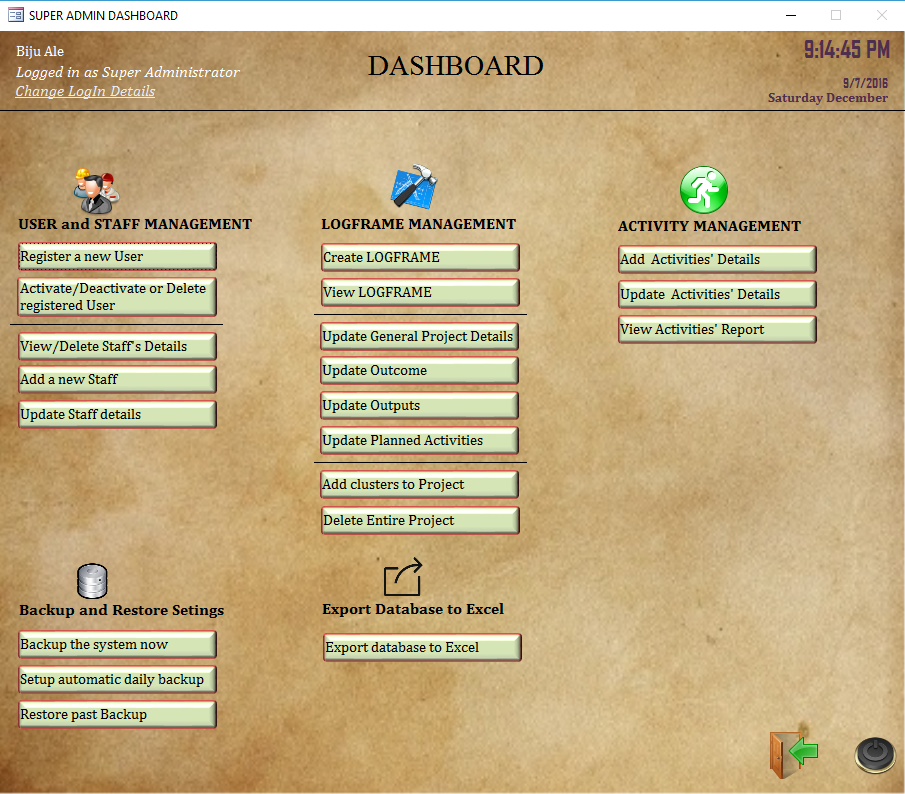 SUPER ADMIN DASHBOARD
Biju Ale
Logged in as Super Administrator
Change LogIn Details
DASHBOARD
9:14:45 PM
9/7/2016
Saturday December
USER and STAFF MANAGEMENT
Register a new User
Activate/Deactivate or Delete
registered User
View/Delete Staff's Details
Add a new Staff
Update Staff details
LOGFRAME MANAGEMENT
Create LOGFRAME
View LOGFRAME
Update General Project Details
Update Outcome
Update Outputs
Update Planned Activities
Add clusters to Project
Delete Entire Project
ACTIVITY MANAGEMENT
Add  Activities' Details
Update  Activities' Details
View Activities' Report
Backup and Restore Setings
Backup the system now
Setup automatic daily backup
Restore past Backup
Export Database to Excel
Export database to Excel